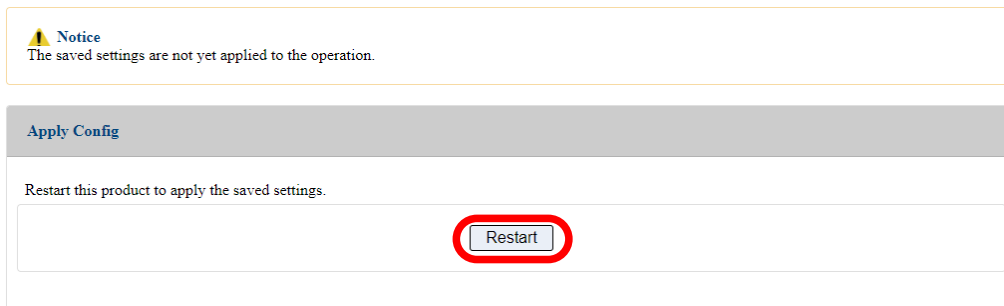 Notice
The saved settings are not yet applied to the operation.
Apply Config
Restart this product to apply the saved settings.
Restart